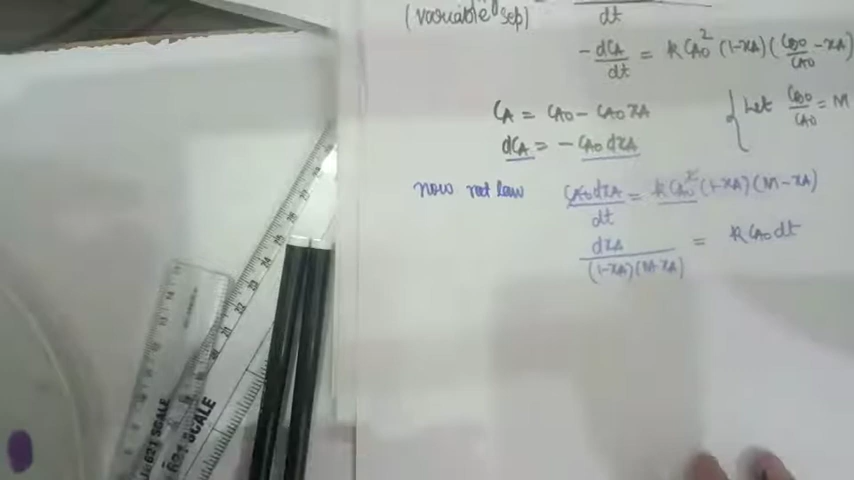 (variable sep)
dt
-dCA/dt = k CA0² (1-xA)(CB0/CA0 - xA)
CA = CA0 - CA0 xA { Let CB0/CA0 = M
dCA = - CA0 dxA
now rate law CA0 dxA/dt = k CA0² (1-xA)(M-xA)
dxA/(1-xA)(M-xA) = k CA0 dt
SCALE
SCALE